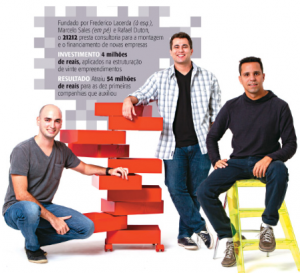 Fundado por Frederico Lacerda (à esq.),
Marcelo Sales (em pé) e Rafael Duton,
o 21212 presta consultoria para a montagem
e o financiamento de novas empresas
INVESTIMENTO 4 milhões
de reais, aplicados na estruturação
de vinte empreendimentos
RESULTADO Atraiu 54 milhões
de reais para as dez primeiras
companhias que auxiliou